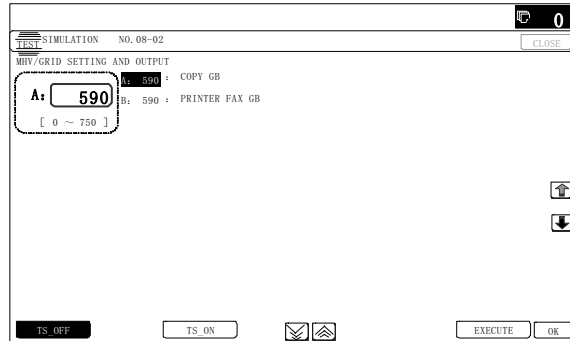 0
TEST SIMULATION NO.08-02
CLOSE
MHV/GRID SETTING AND OUTPUT
A: 590 : COPY GB
A: 590
B: 590 : PRINTER FAX GB
[ 0 ~ 750 ]
TS_OFF TS_ON EXECUTE OK